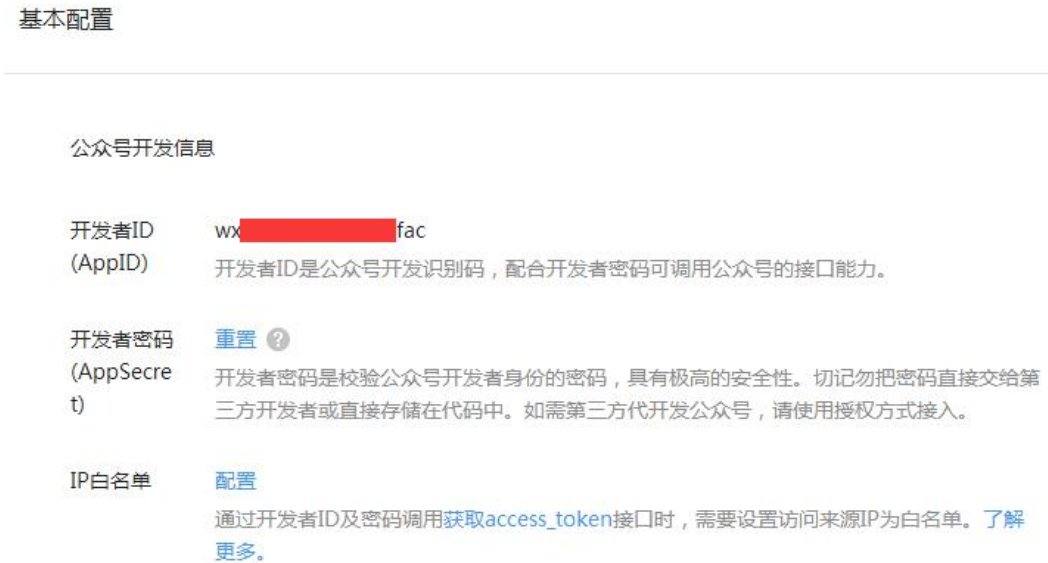 基本配置
公众号开发信息
开发者ID
(AppID)
wx
fac
开发者ID是公众号开发识别码，配合开发者密码可调用公众号的接口能力。
开发者密码
(AppSecre
t)
重置 ?
开发者密码是校验公众号开发者身份的密码，具有极高的安全性。切记勿把密码直接交给第
三方开发者或直接存储在代码中。如需第三方代开发公众号，请使用授权方式接入。
IP白名单
配置
通过开发者ID及密码调用获取access_token接口时，需要设置访问来源IP为白名单。了解
更多。